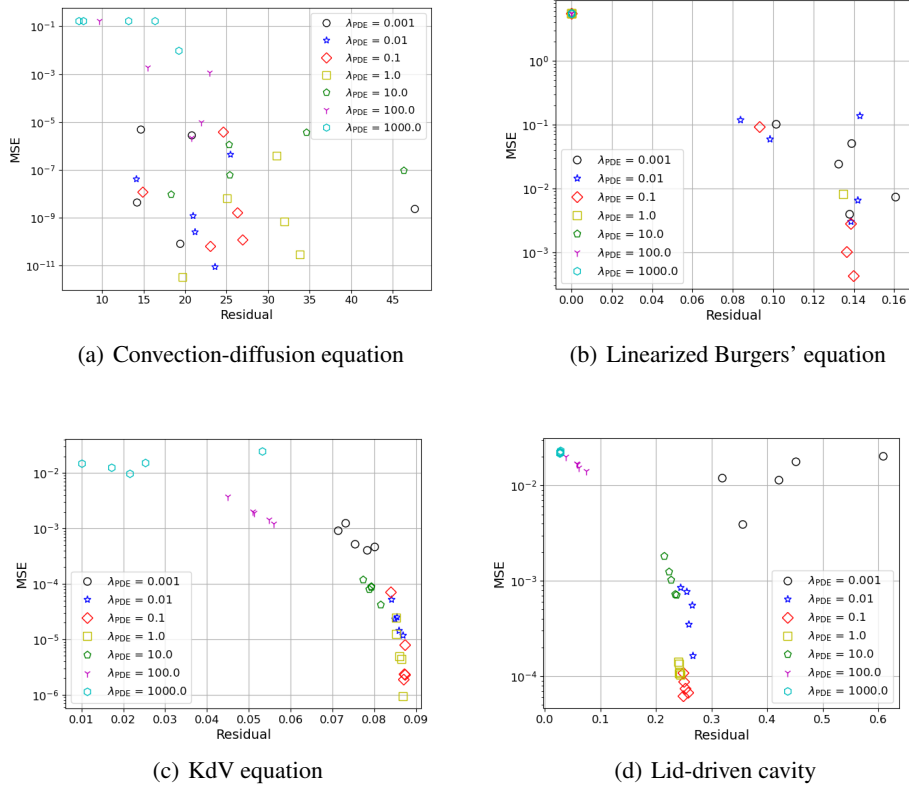 10⁻¹
10⁻³
10⁻⁵
10⁻⁷
10⁻⁹
10⁻¹¹
MSE
10 15 20 25 30 35 40 45
Residual
λPDE = 0.001
λPDE = 0.01
λPDE = 0.1
λPDE = 1.0
λPDE = 10.0
λPDE = 100.0
λPDE = 1000.0
(a) Convection-diffusion equation
10⁰
10⁻¹
10⁻²
10⁻³
MSE
λPDE = 0.001
λPDE = 0.01
λPDE = 0.1
λPDE = 1.0
λPDE = 10.0
λPDE = 100.0
λPDE = 1000.0
0.00 0.02 0.04 0.06 0.08 0.10 0.12 0.14 0.16
Residual
(b) Linearized Burgers' equation
10⁻²
10⁻³
10⁻⁴
10⁻⁵
10⁻⁶
MSE
λPDE = 0.001
λPDE = 0.01
λPDE = 0.1
λPDE = 1.0
λPDE = 10.0
λPDE = 100.0
λPDE = 1000.0
0.01 0.02 0.03 0.04 0.05 0.06 0.07 0.08 0.09
Residual
(c) KdV equation
10⁻²
10⁻³
10⁻⁴
MSE
λPDE = 0.001
λPDE = 0.01
λPDE = 0.1
λPDE = 1.0
λPDE = 10.0
λPDE = 100.0
λPDE = 1000.0
0.0 0.1 0.2 0.3 0.4 0.5 0.6
Residual
(d) Lid-driven cavity